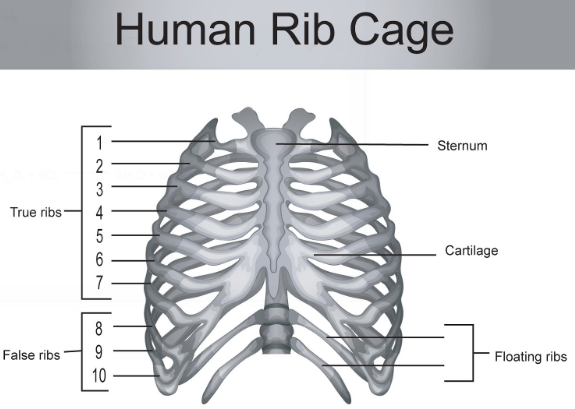 Human Rib Cage
1
2
3
4
5
6
7
True ribs
8
9
10
False ribs
Sternum
Cartilage
Floating ribs